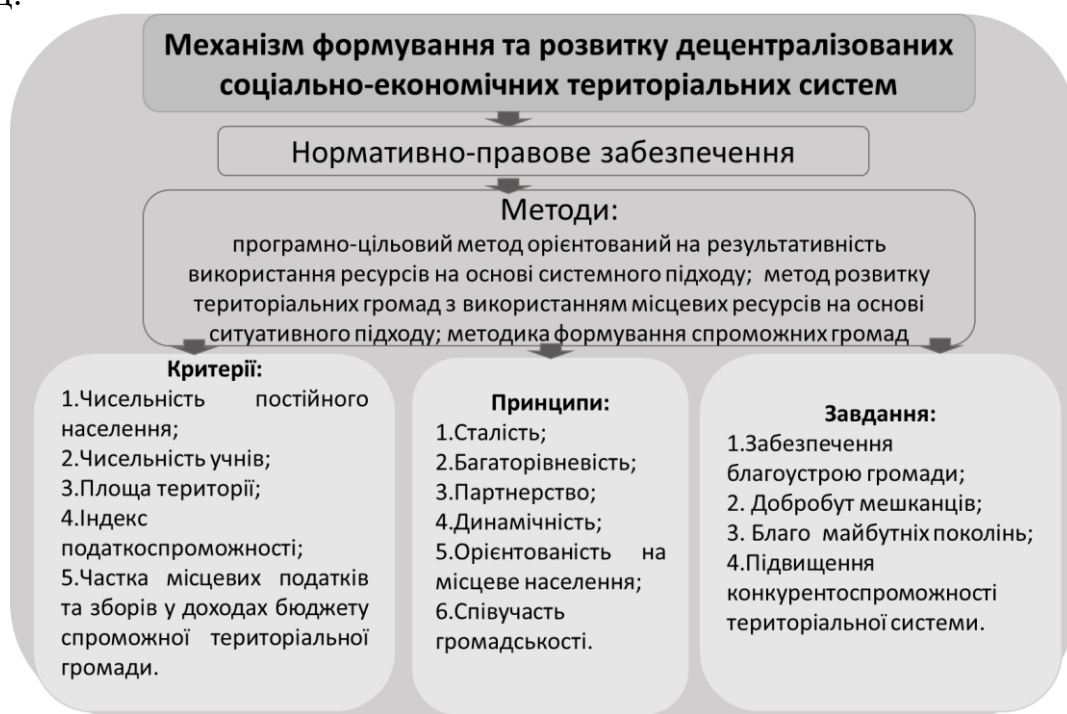 Механізм формування та розвитку децентралізованих
соціально-економічних територіальних систем
Нормативно-правове забезпечення
Методи:
програмно-цільовий метод орієнтований на результативність
використання ресурсів на основі системного підходу; метод розвитку
територіальних громад з використанням місцевих ресурсів на основі
ситуативного підходу; методика формування спроможних громад
Критерії:
1.Чисельність постійного
населення;
2.Чисельність учнів;
3.Площа території;
4.Індекс
податкоспроможності;
5.Частка місцевих податків
та зборів у доходах бюджету
спроможної територіальної
громади.
Принципи:
1.Сталість;
2.Багаторівневість;
3.Партнерство;
4.Динамічність;
5.Орієнтованість на
місцеве населення;
6.Співучасть
громадськості.
Завдання:
1.Забезпечення
благоустрою громади;
2. Добробут мешканців;
3. Благо майбутніх поколінь;
4.Підвищення
конкурентоспроможності
територіальної системи.